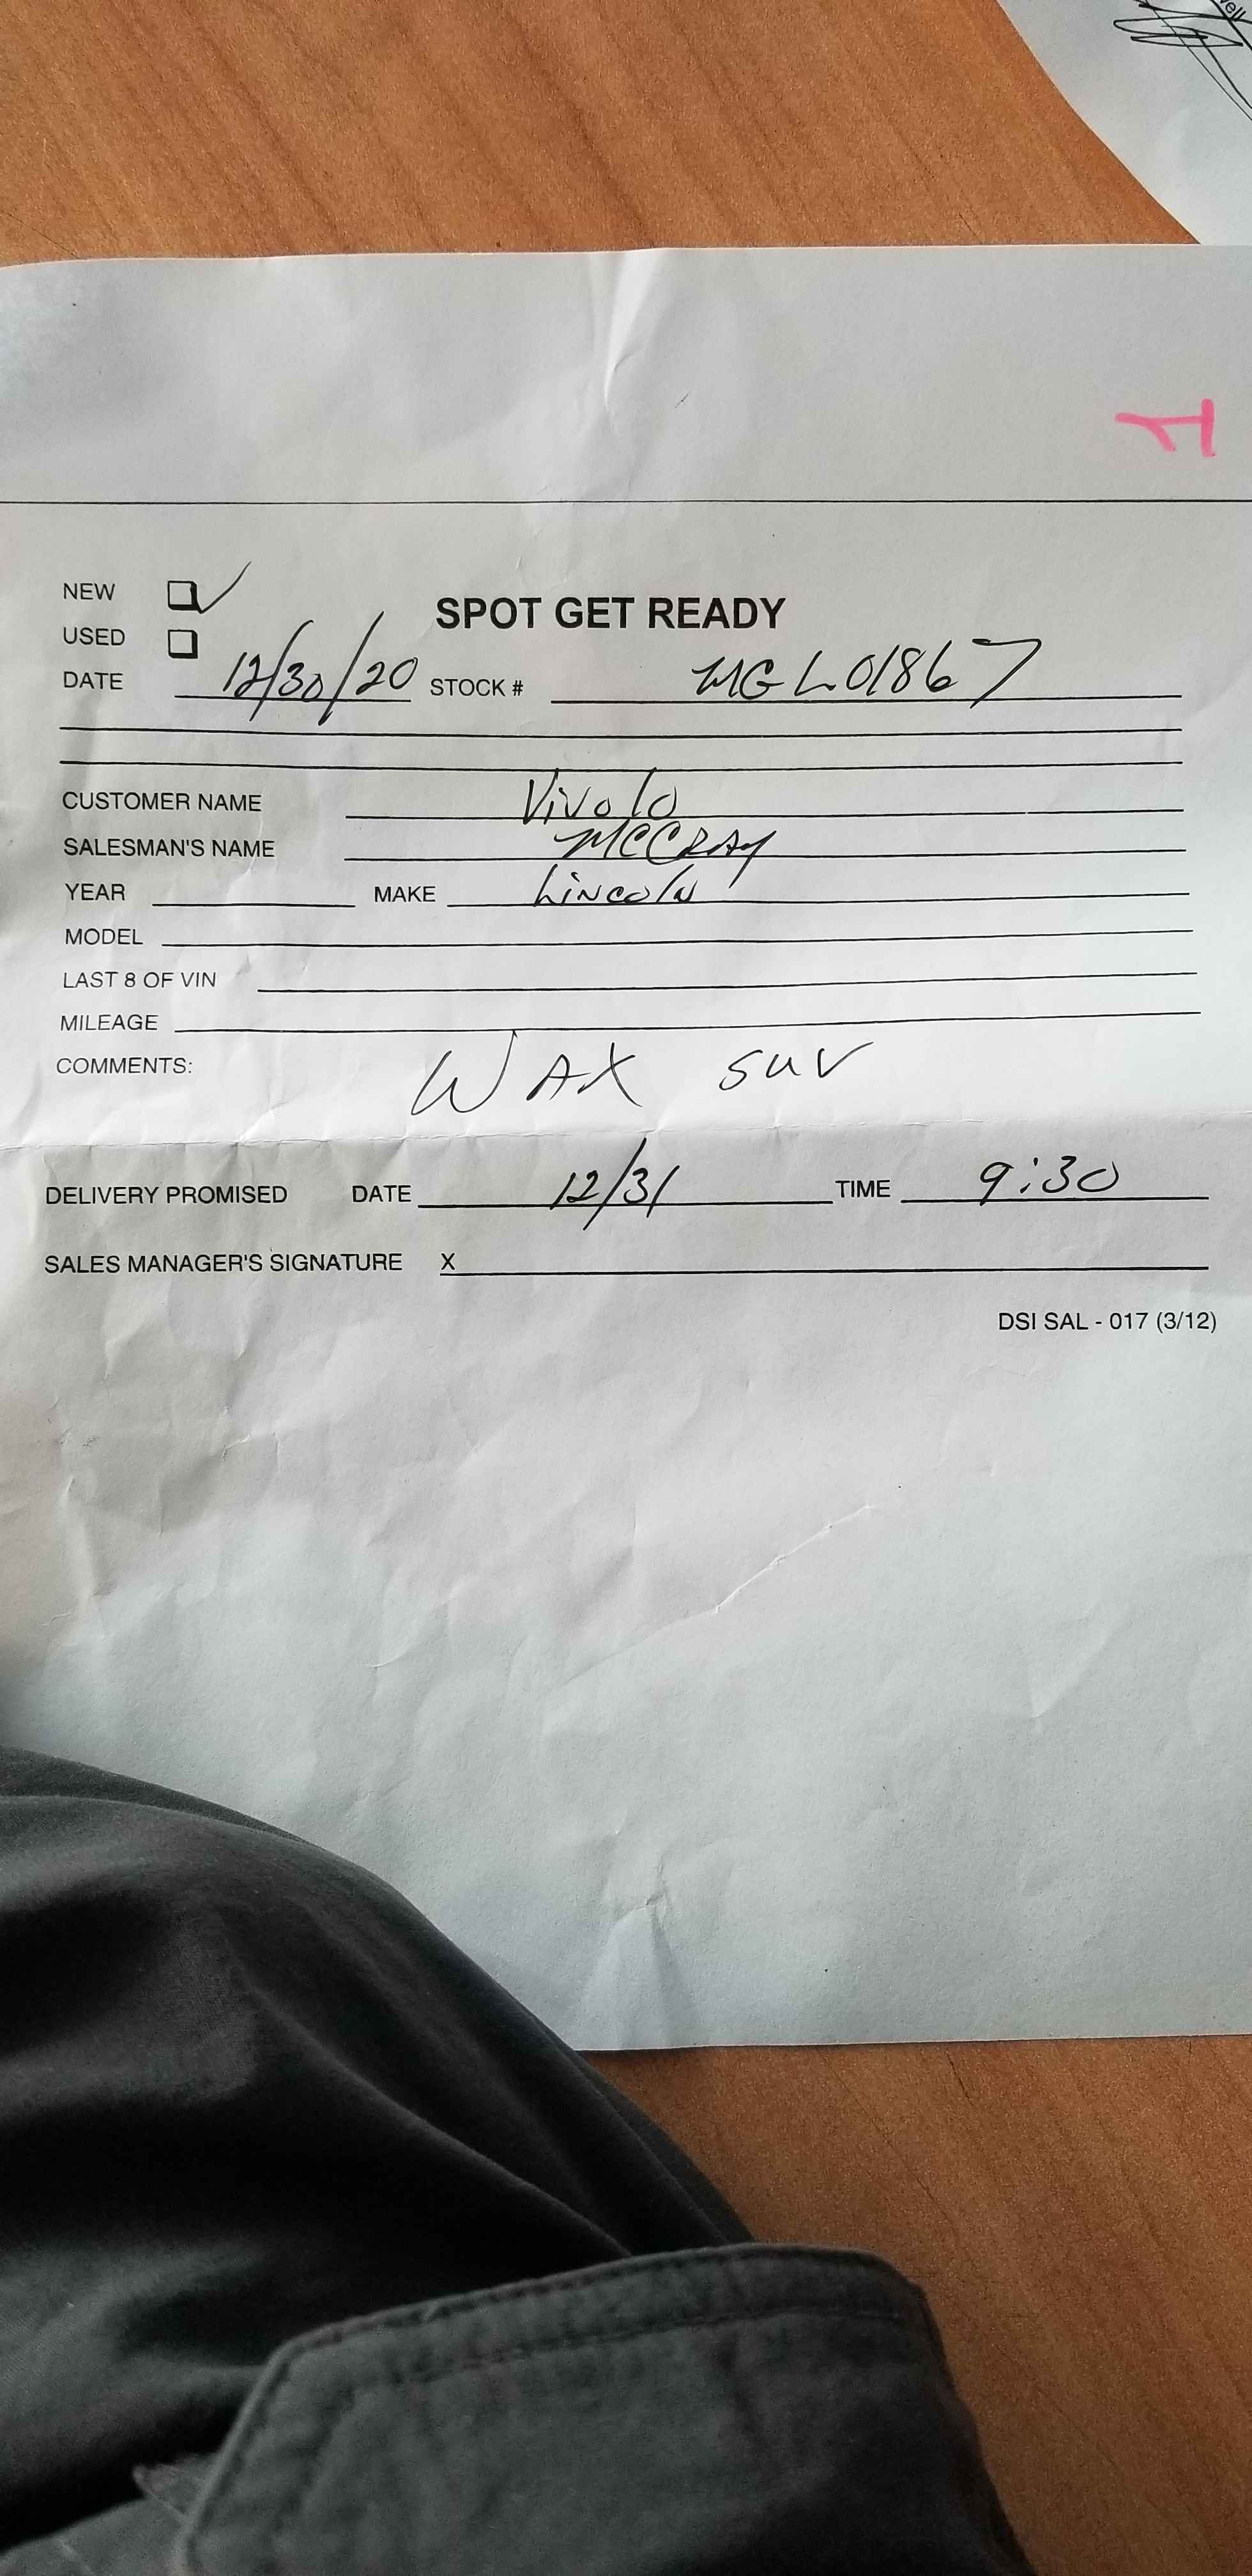 ell
1
NEW ✓
SPOT GET READY
USED
DATE 12/30/20 STOCK # MGL01867
CUSTOMER NAME Vivolo
SALESMAN'S NAME McCRAy
YEAR MAKE Lincoln
MODEL
LAST 8 OF VIN
MILEAGE
COMMENTS: WAX SUV
DELIVERY PROMISED DATE 12/31 TIME 9:30
SALES MANAGER'S SIGNATURE X
DSI SAL - 017 (3/12)